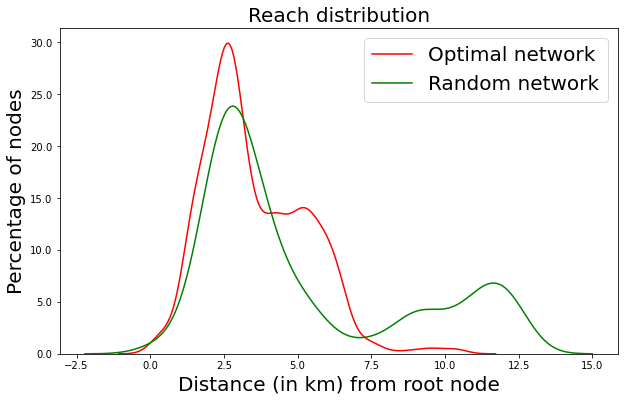 Reach distribution
Optimal network
Random network
Percentage of nodes
30.0
25.0
20.0
15.0
10.0
5.0
0.0
−2.5 0.0 2.5 5.0 7.5 10.0 12.5 15.0
Distance (in km) from root node